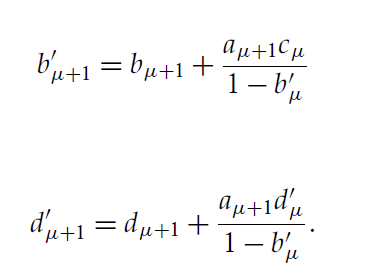 b′_{μ+1} = b_{μ+1} + \frac{a_{μ+1}c_μ}{1 − b′_μ}
d′_{μ+1} = d_{μ+1} + \frac{a_{μ+1}d′_μ}{1 − b′_μ}.